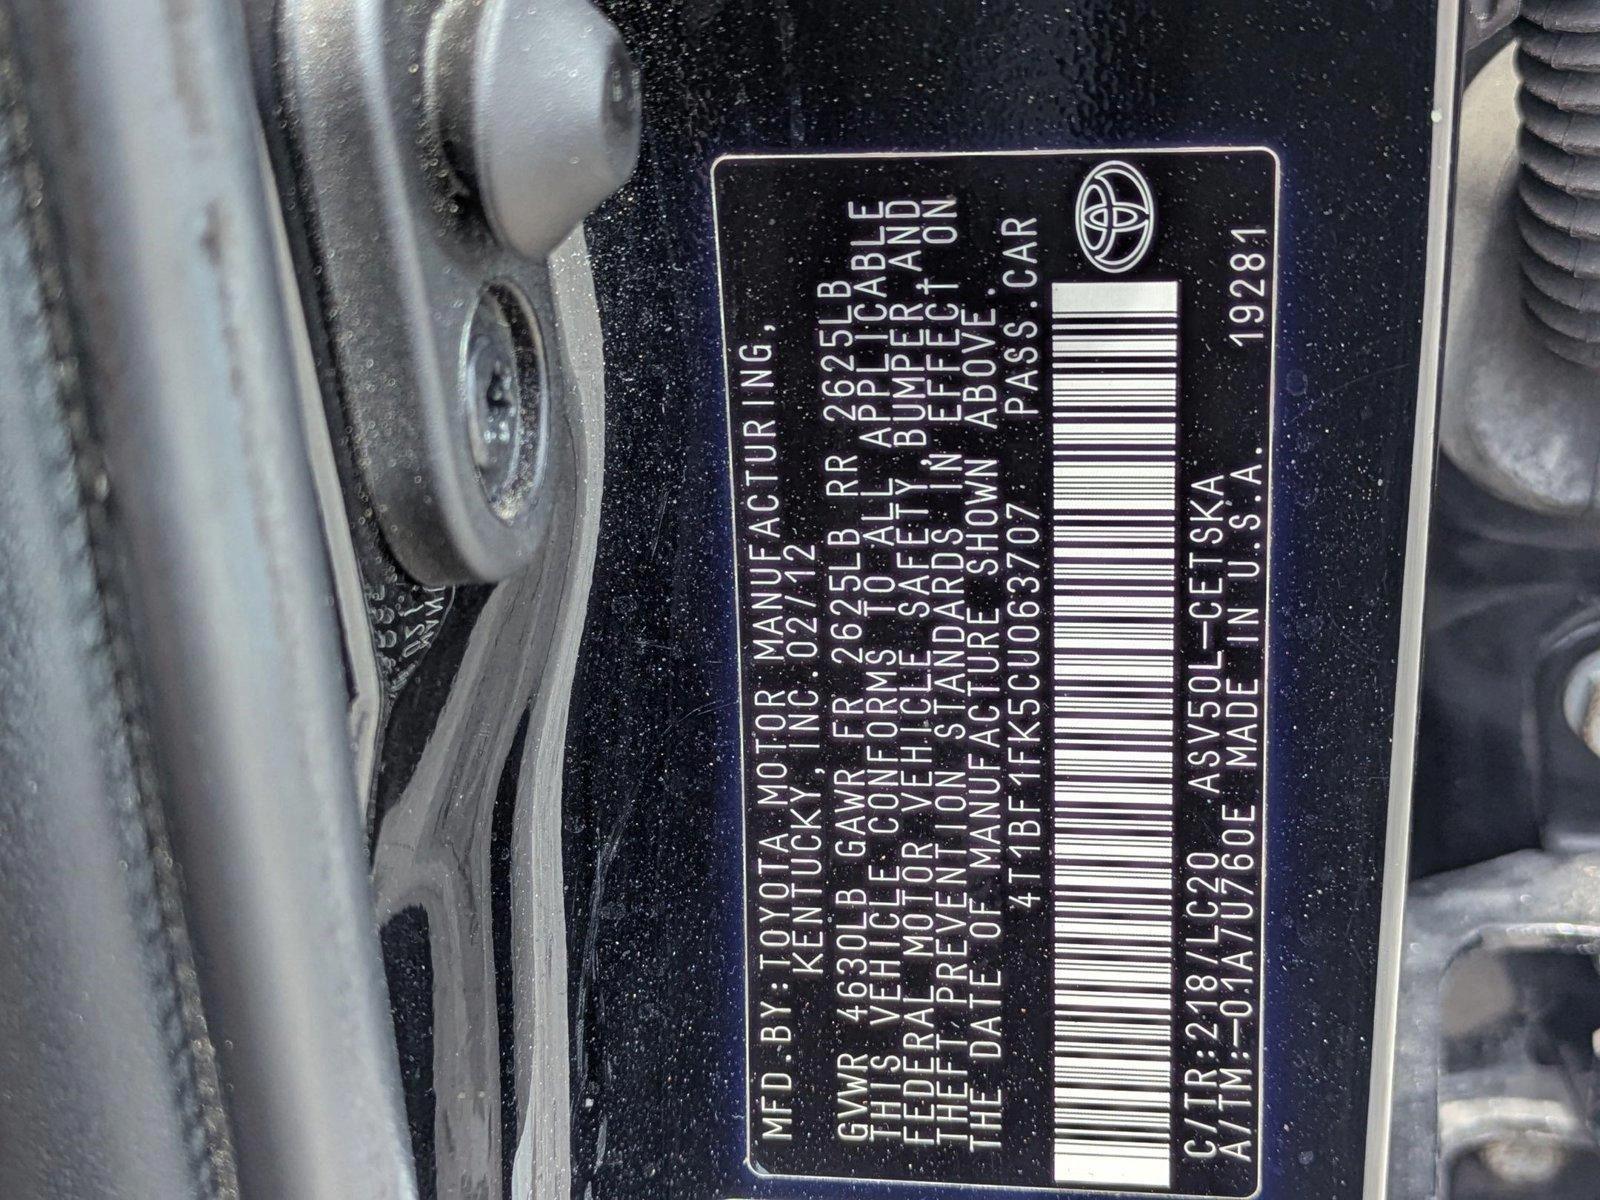 MFD.BY:TOYOTA MOTOR MANUFACTURING,
KENTUCKY,INC.02/12
GVWR 4630LB GAWR FR 2625LB RR 2625LB
THIS VEHICLE CONFORMS TO ALL APPLICABLE
FEDERAL MOTOR VEHICLE SAFETY,BUMPER,AND
THEFT PREVENTION STANDARDS IN EFFECT ON
THE DATE OF MANUFACTURE SHOWN ABOVE.
4T1BF1FK5CU063707 PASS.CAR
C/TR:218/LC20 ASV50L-CETSKA 19281
A/TM:-01A/U760E MADE IN U.S.A.